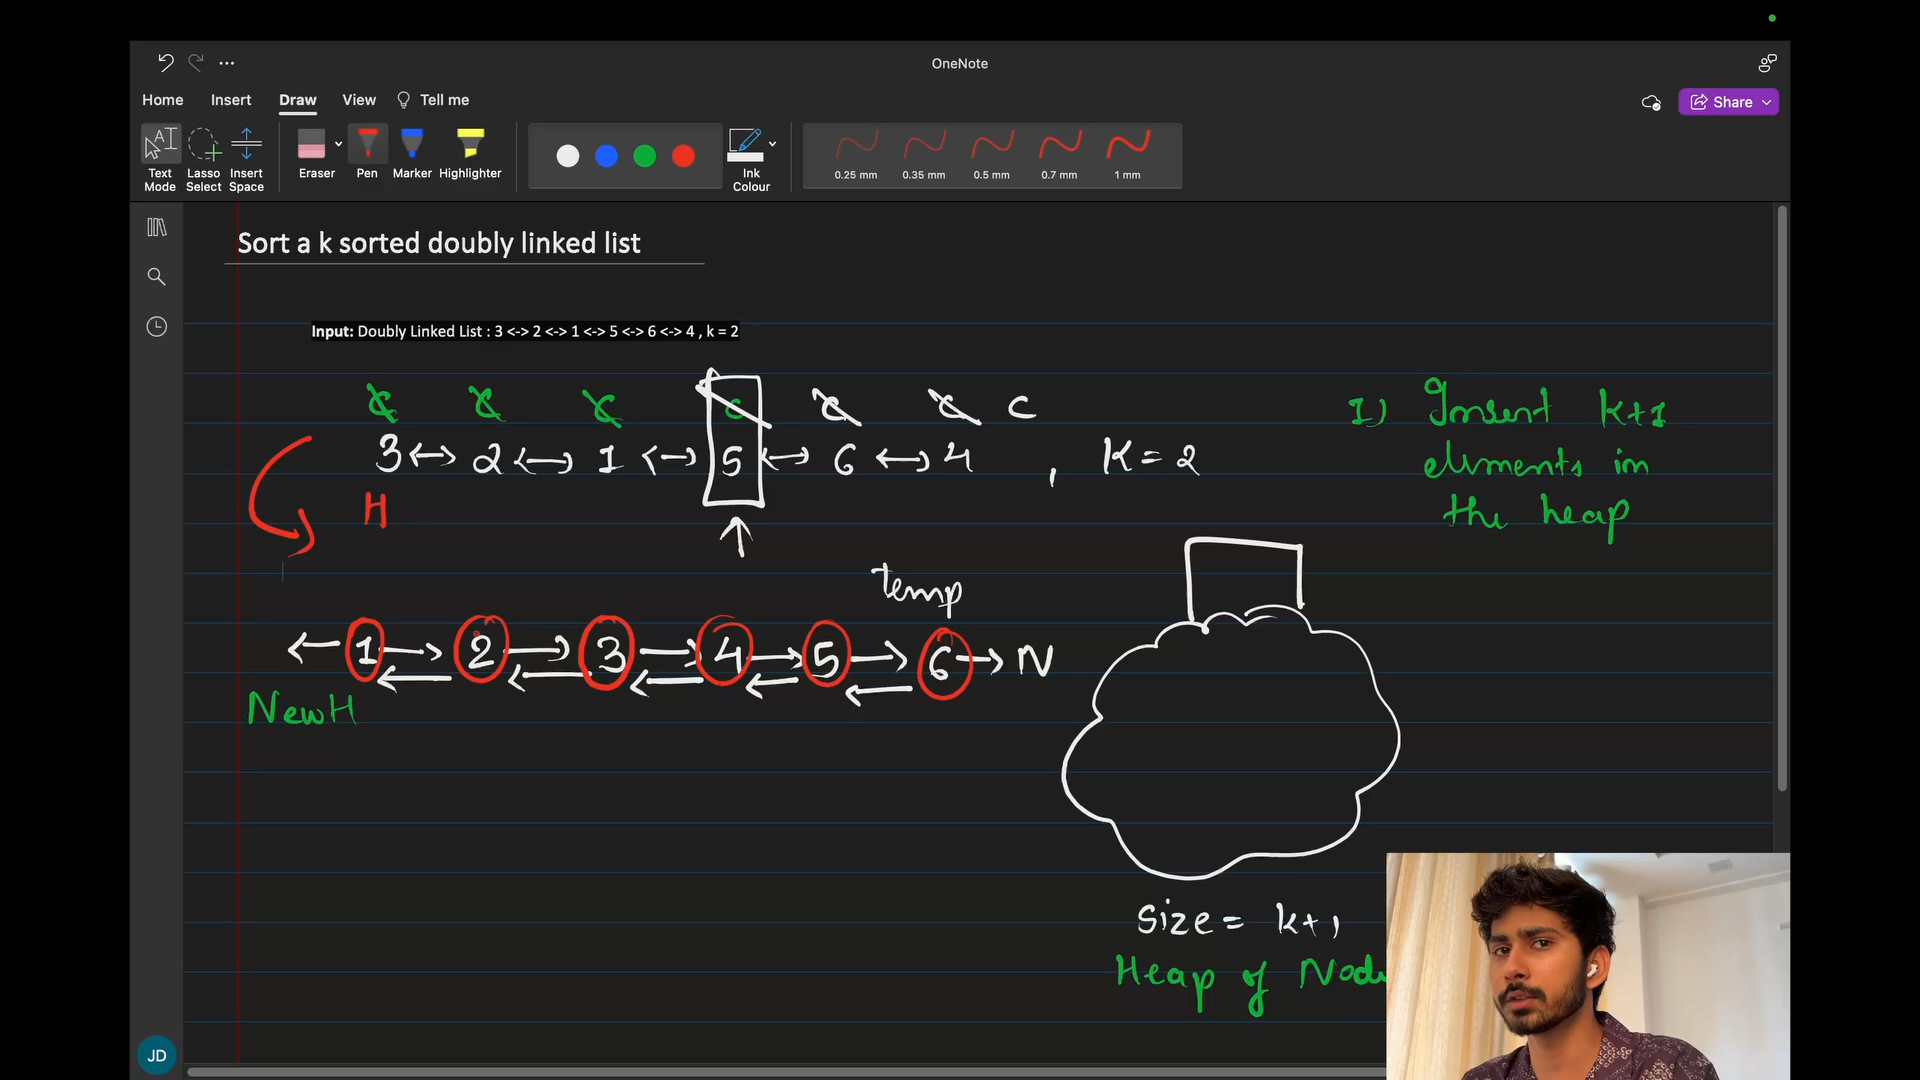 OneNote
Home Insert Draw View Tell me
Share
Text Mode
Lasso Select
Insert Space
Eraser
Pen
Marker
Highlighter
Ink Colour
0.25 mm 0.35 mm 0.5 mm 0.7 mm 1 mm
Sort a k sorted doubly linked list
Input: Doubly Linked List : 3 <-> 2 <-> 1 <-> 5 <-> 6 <-> 4 , k = 2
C C C C C C C
3 <-> 2 <-> 1 <-> 5 <-> 6 <-> 4 , K = 2
H
1) Insert k+1
elements in
the heap
temp
← 1 → 2 → 3 → 4 → 5 → 6 → N
NewH
Size = k+1
Heap of Node
JD